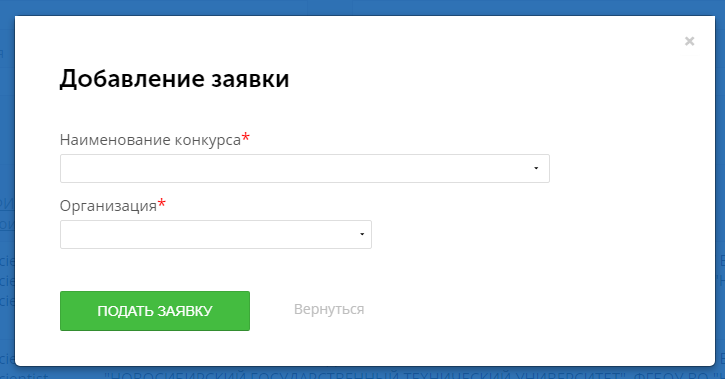 Добавление заявки
Наименование конкурса*
Организация*
ПОДАТЬ ЗАЯВКУ
Вернуться